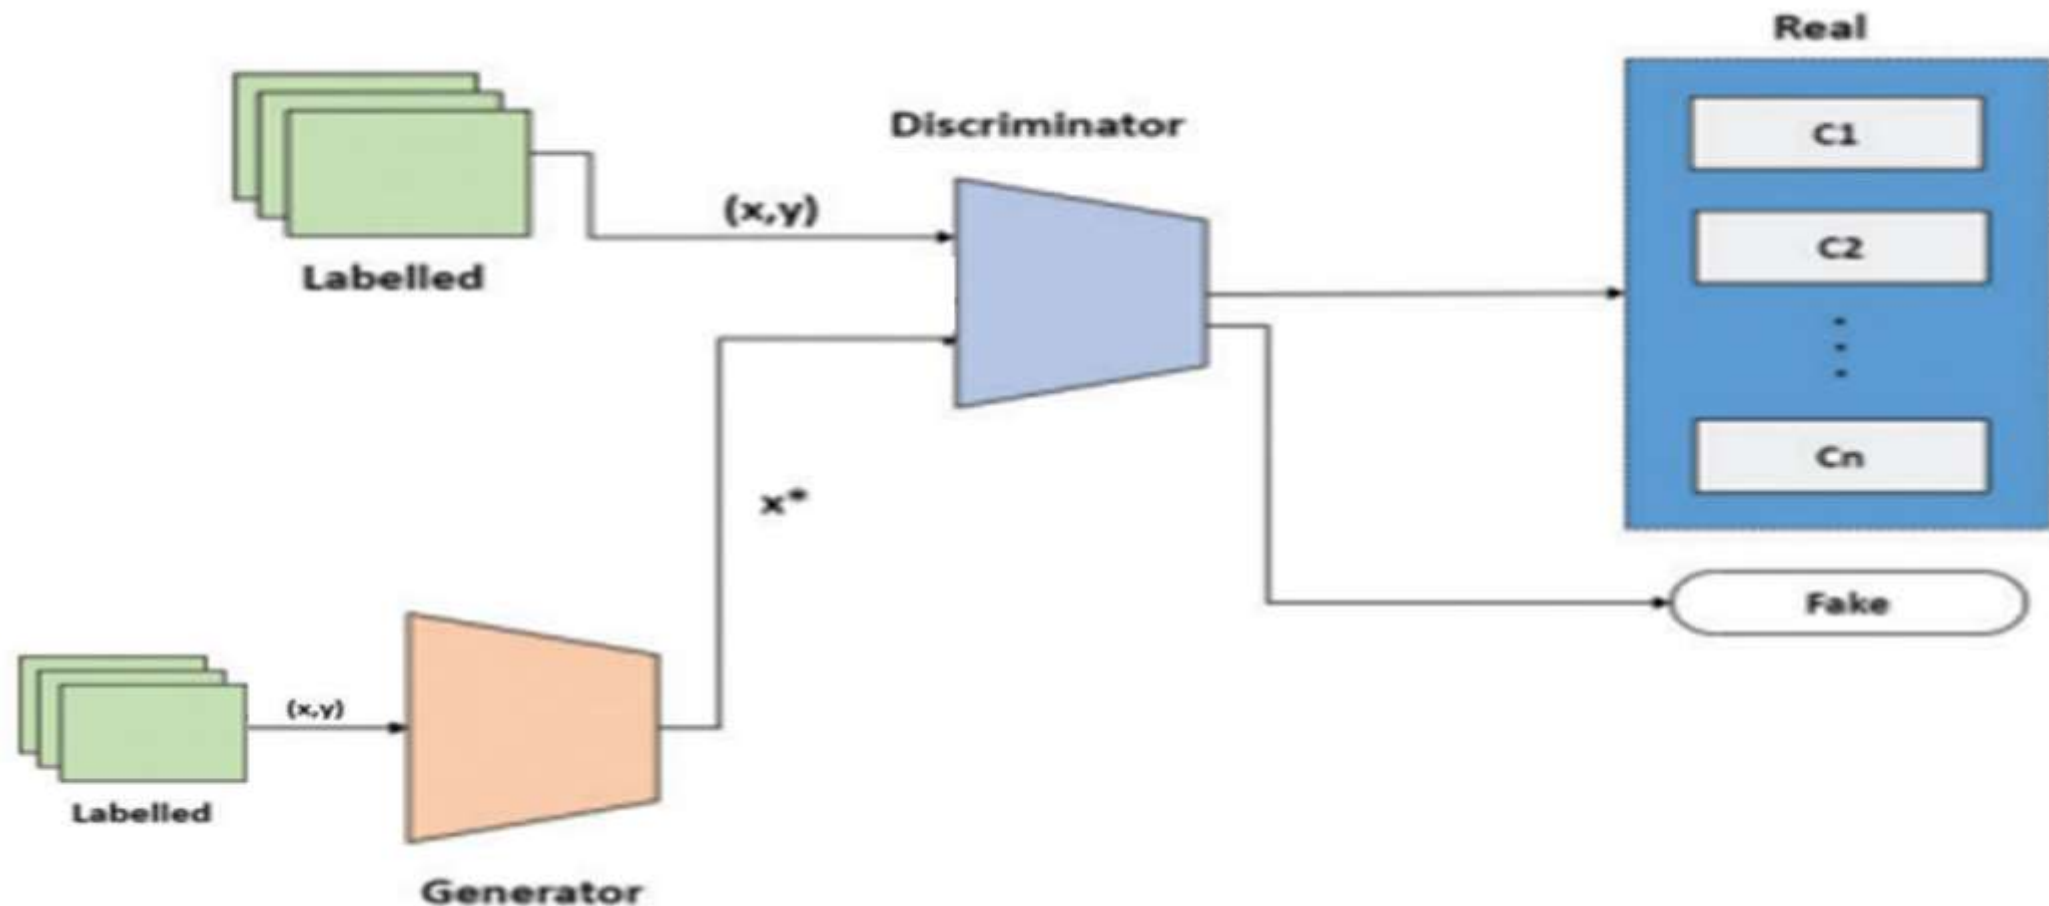 Real
C1
Discriminator
(x,y)
C2
Labelled
Cn
x*
Fake
(x,y)
Labelled
Generator